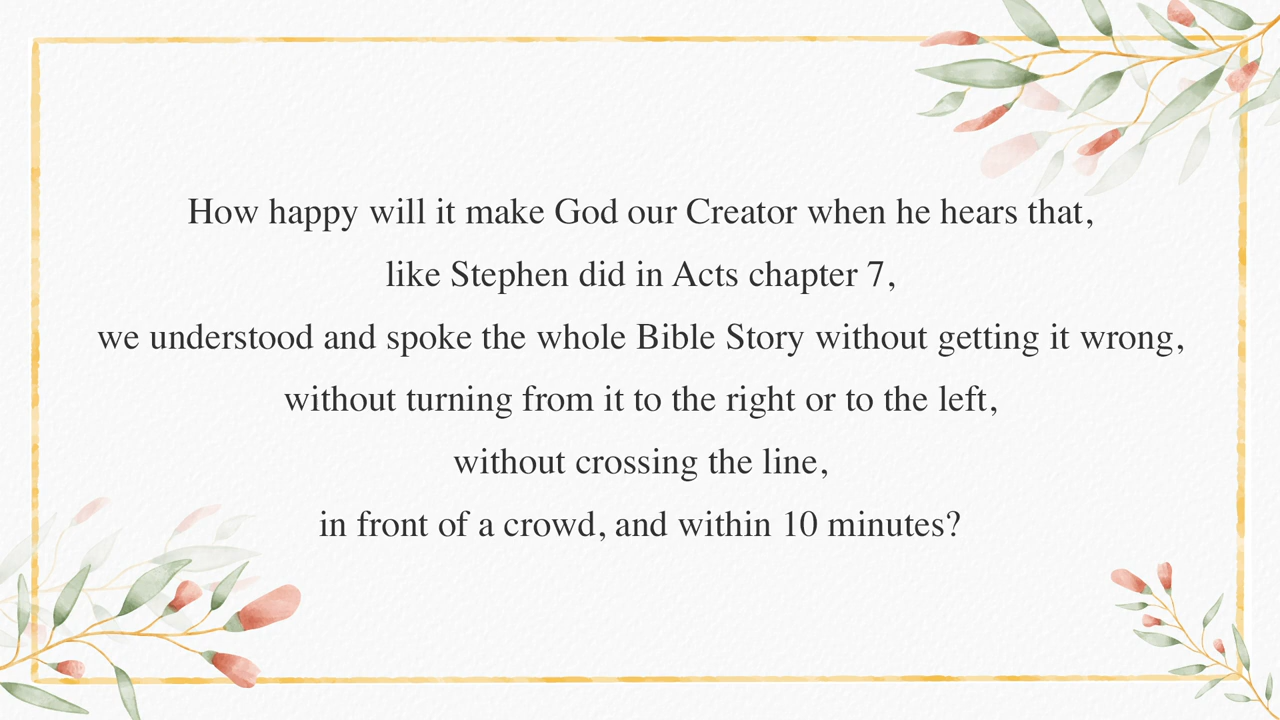 How happy will it make God our Creator when he hears that,
like Stephen did in Acts chapter 7,
we understood and spoke the whole Bible Story without getting it wrong,
without turning from it to the right or to the left,
without crossing the line,
in front of a crowd, and within 10 minutes?